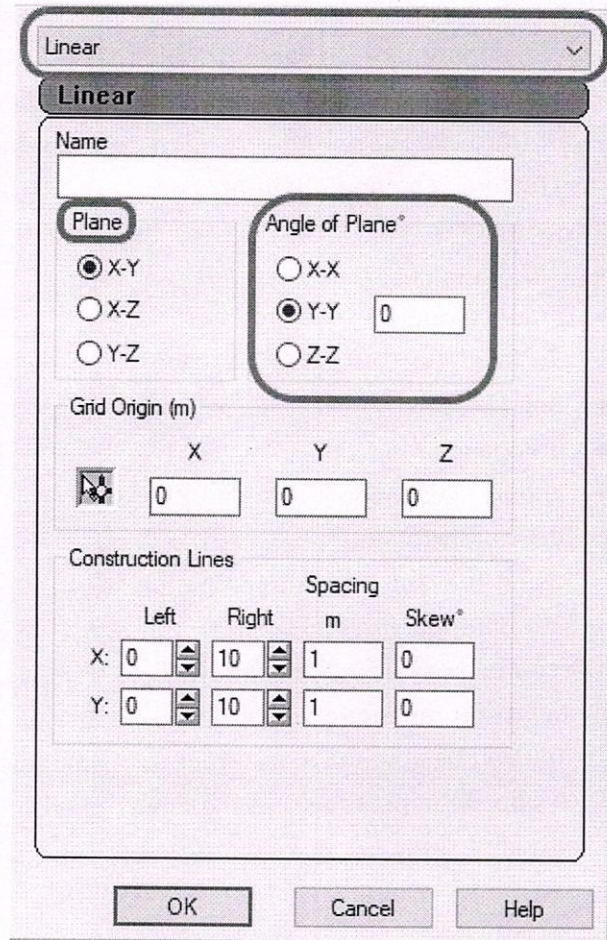 Linear
Linear
Name
Plane
Angle of Plane°
X-Y
X-X
X-Z
Y-Y 0
Y-Z
Z-Z
Grid Origin (m)
X Y Z
0 0 0
Construction Lines
Spacing
Left Right m Skew°
X: 0 10 1 0
Y: 0 10 1 0
OK Cancel Help